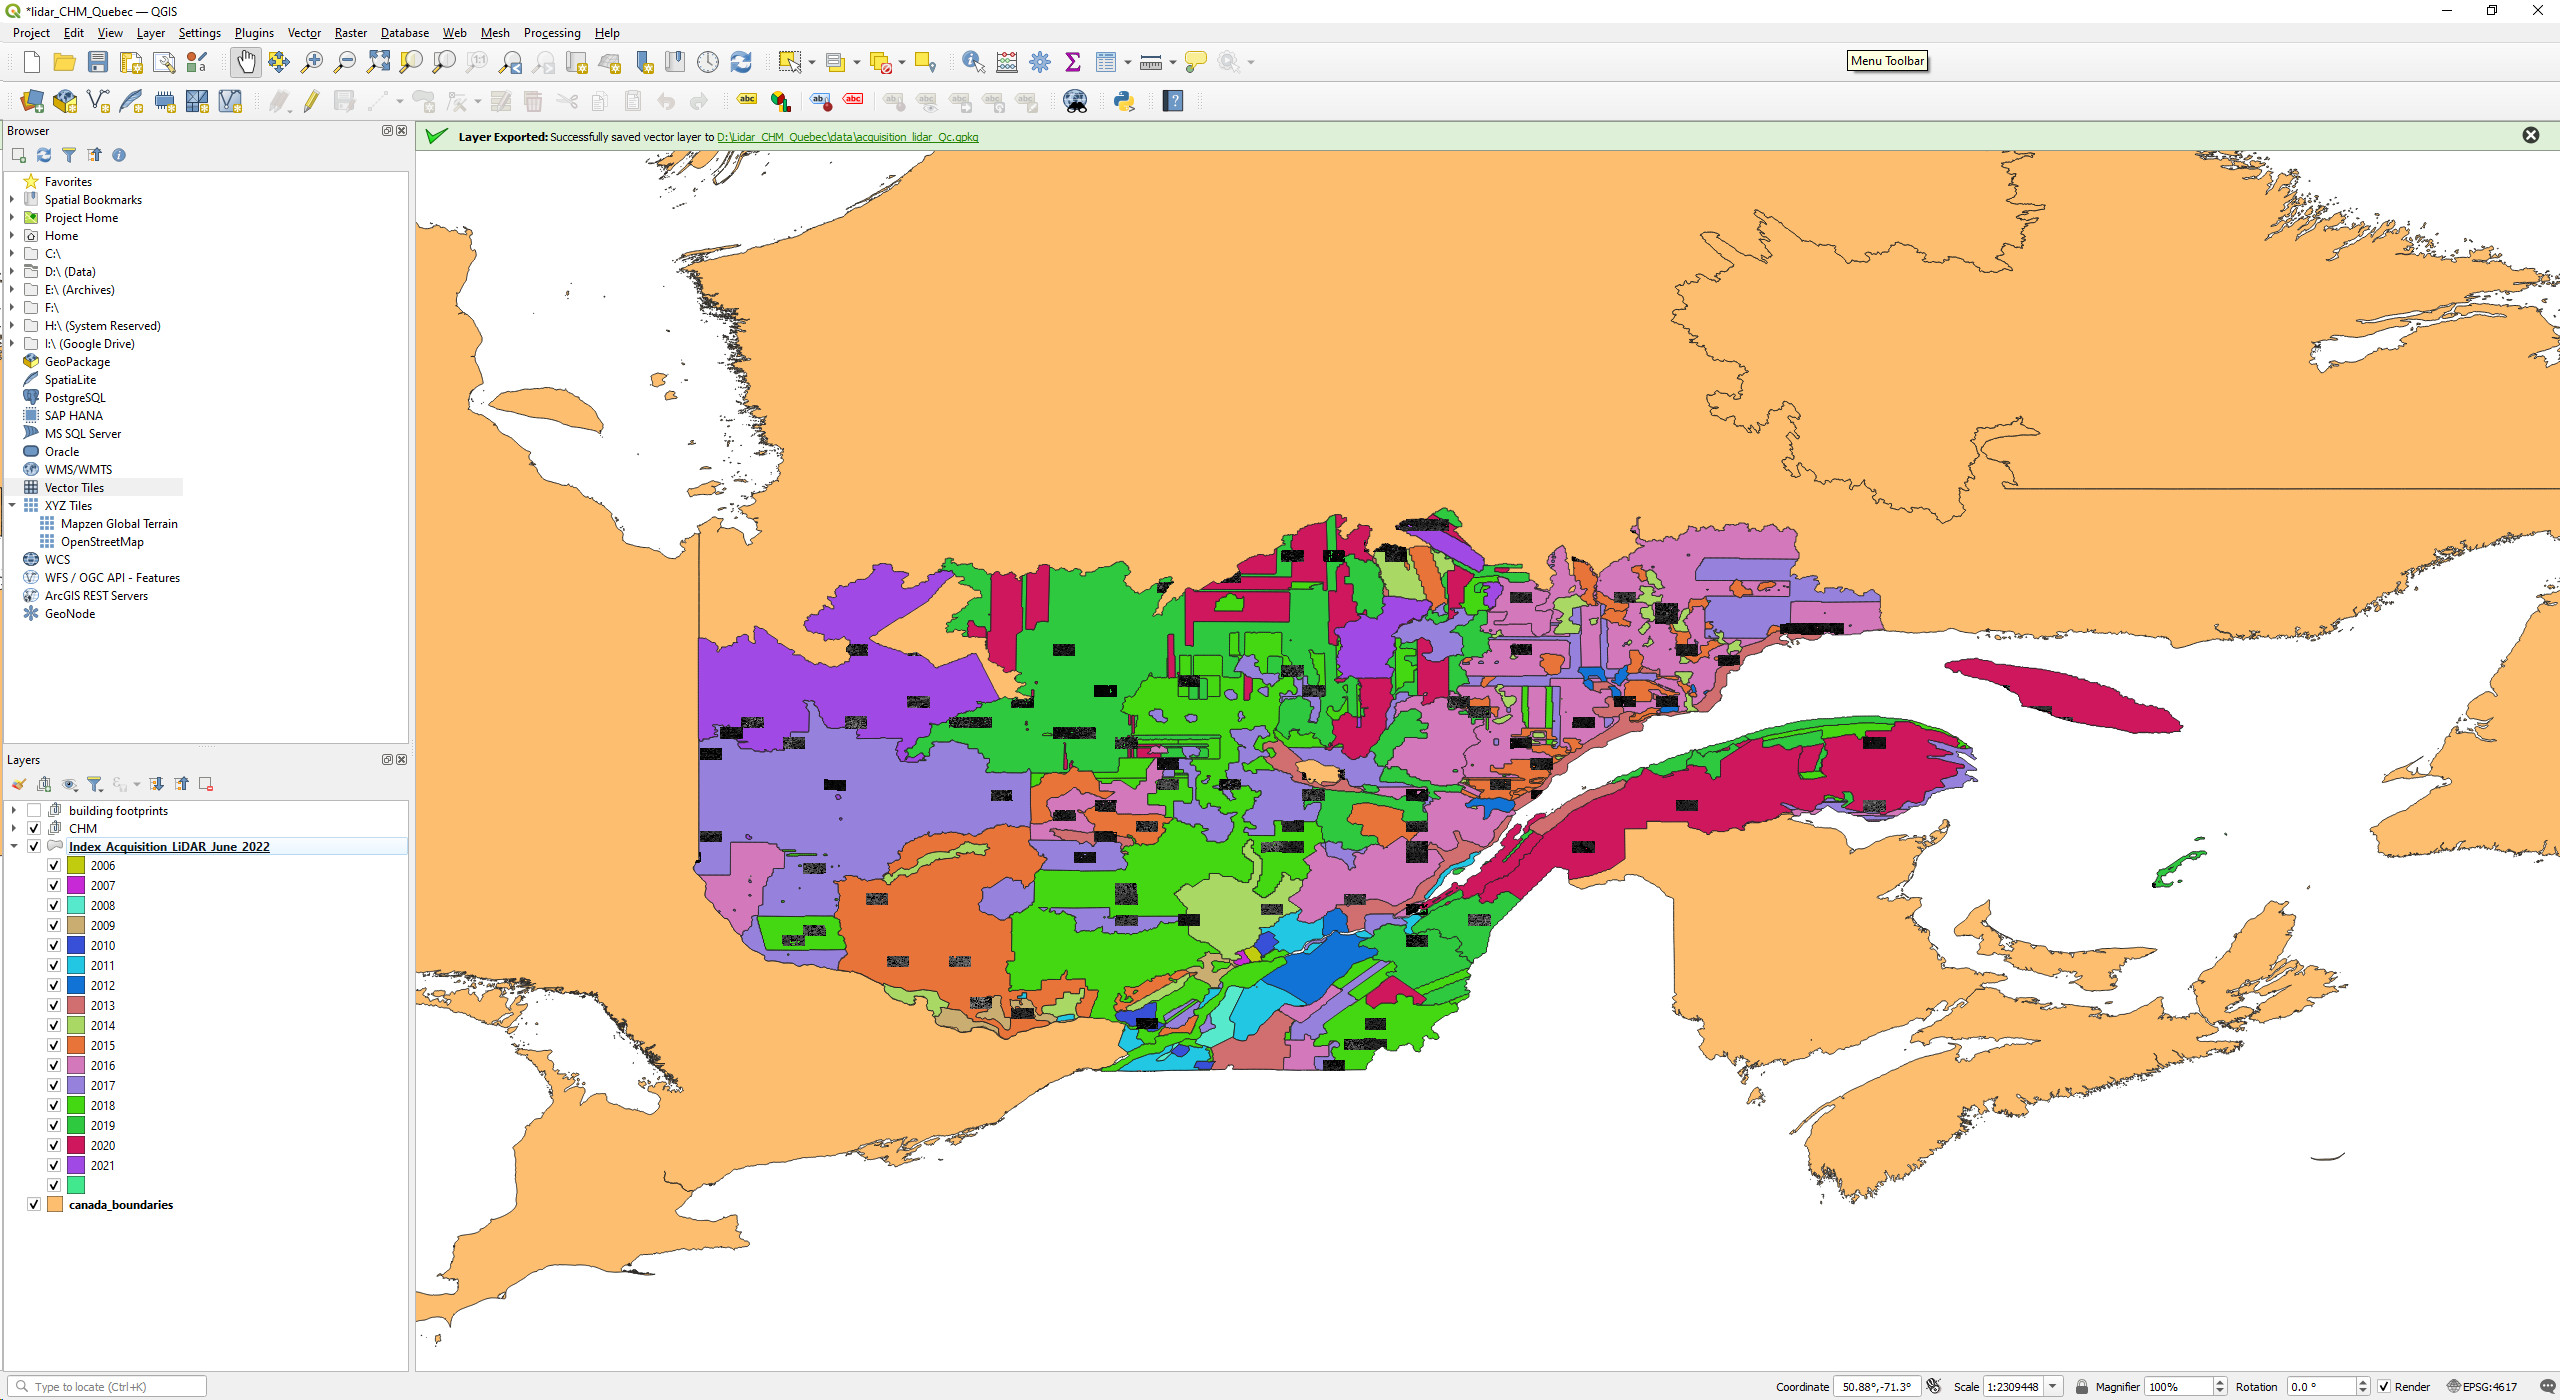 *lidar_CHM_Quebec — QGIS
Project Edit View Layer Settings Plugins Vector Raster Database Web Mesh Processing Help
Menu Toolbar
Browser
Layer Exported: Successfully saved vector layer to D:\Lidar_CHM_Quebec\data\acquisition_lidar_Qc.gpkg
Favorites
Spatial Bookmarks
Project Home
Home
C:\
D:\ (Data)
E:\ (Archives)
F:\
H:\ (System Reserved)
I:\ (Google Drive)
GeoPackage
SpatiaLite
PostgreSQL
SAP HANA
MS SQL Server
Oracle
WMS/WMTS
Vector Tiles
XYZ Tiles
Mapzen Global Terrain
OpenStreetMap
WCS
WFS / OGC API - Features
ArcGIS REST Servers
GeoNode
Layers
building footprints
CHM
Index_Acquisition_LiDAR_June_2022
2006
2007
2008
2009
2010
2011
2012
2013
2014
2015
2016
2017
2018
2019
2020
2021
canada_boundaries
Type to locate (Ctrl+K)
Coordinate 50.88°,-71.3° Scale 1:2309448 Magnifier 100% Rotation 0.0 ° Render EPSG:4617